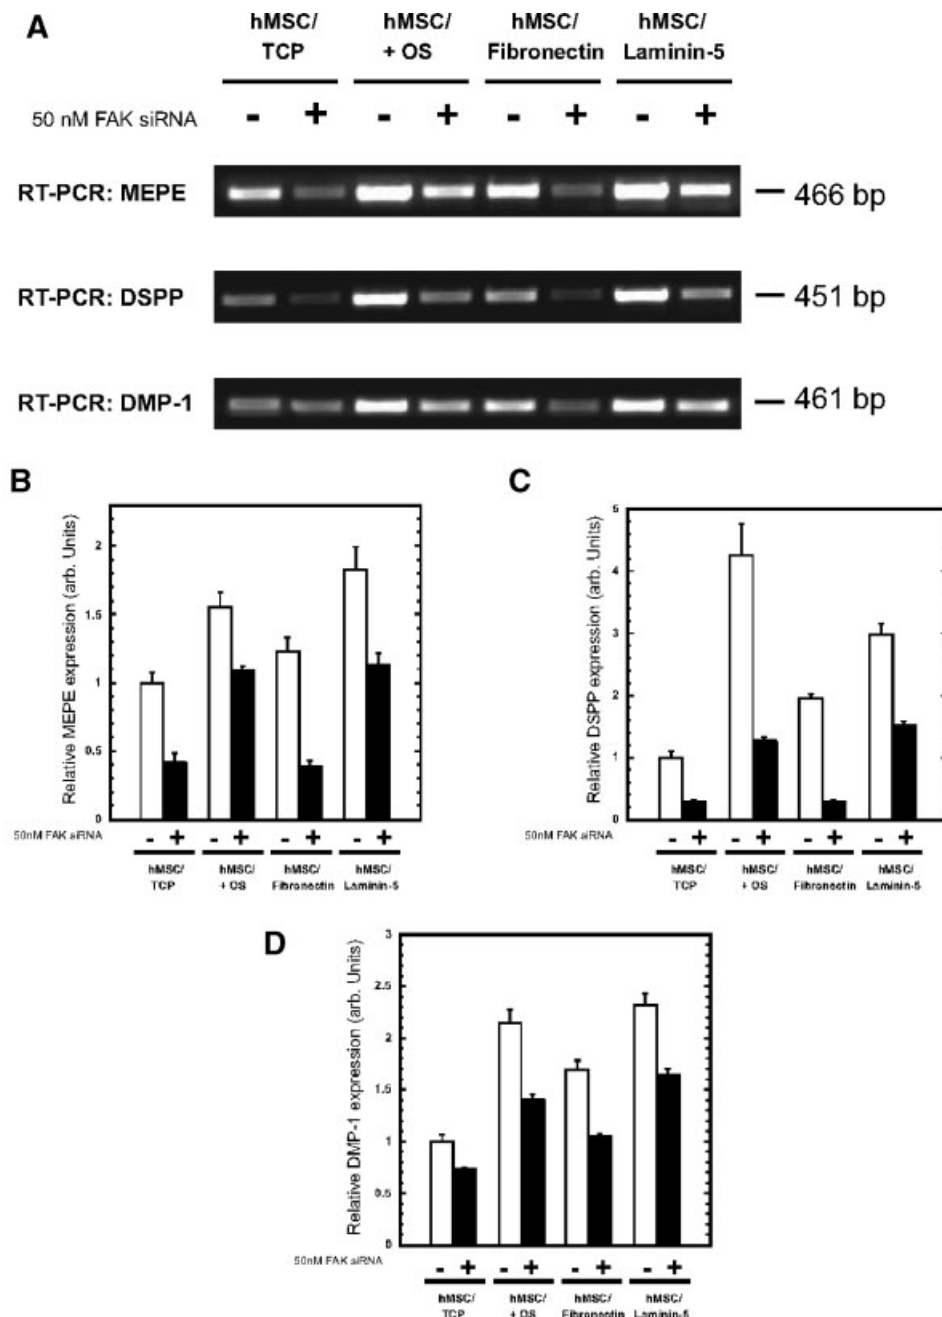 A
hMSC/ hMSC/ hMSC/ hMSC/
TCP + OS Fibronectin Laminin-5
50 nM FAK siRNA - + - + - + - +
RT-PCR: MEPE 466 bp
RT-PCR: DSPP 451 bp
RT-PCR: DMP-1 461 bp
B
Relative MEPE expression (arb. Units)
2
1.5
1
0.5
0
50nM FAK siRNA - + - + - + - +
hMSC/ hMSC/ hMSC/ hMSC/
TCP + OS Fibronectin Laminin-5
C
Relative DSPP expression (arb. Units)
5
4
3
2
1
0
50nM FAK siRNA - + - + - + - +
hMSC/ hMSC/ hMSC/ hMSC/
TCP + OS Fibronectin Laminin-5
D
Relative DMP-1 expression (arb. Units)
3
2.5
2
1.5
1
0.5
0
50nM FAK siRNA - + - + - + - +
hMSC/ hMSC/ hMSC/ hMSC/
TCP + OS Fibronectin Laminin-5